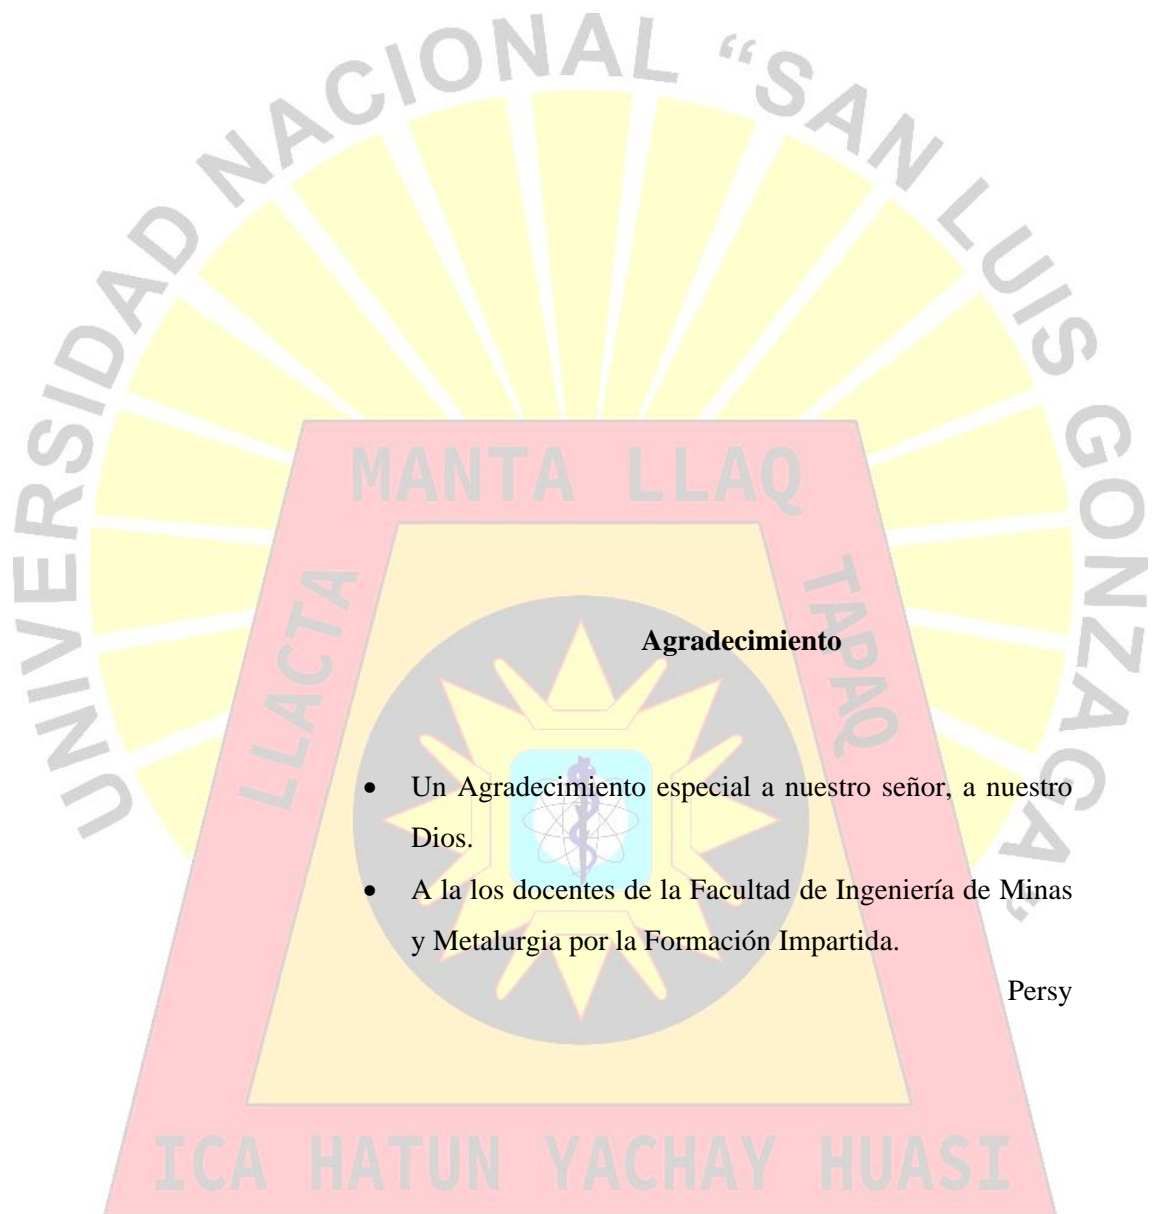 UNIVERSIDAD NACIONAL “SAN LUIS GONZAGA”
MANTA LLAQ
LLACTA
TAPAQ
Agradecimiento
• Un Agradecimiento especial a nuestro señor, a nuestro
Dios.
• A la los docentes de la Facultad de Ingeniería de Minas
y Metalurgia por la Formación Impartida.
Persy
ICA HATUN YACHAY HUASI